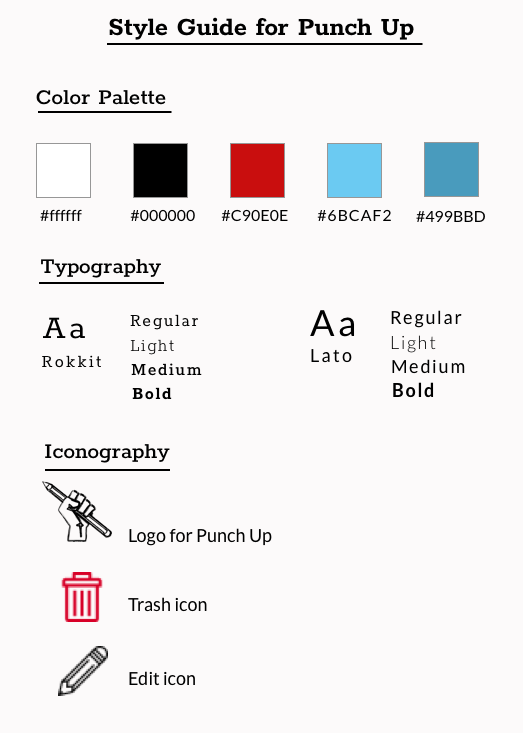 Style Guide for Punch Up
Color Palette
#ffffff #000000 #C90E0E #6BCAF2 #499BBD
Typography
Aa
Rokkit
Regular
Light
Medium
Bold
Aa
Lato
Regular
Light
Medium
Bold
Iconography
Logo for Punch Up
Trash icon
Edit icon